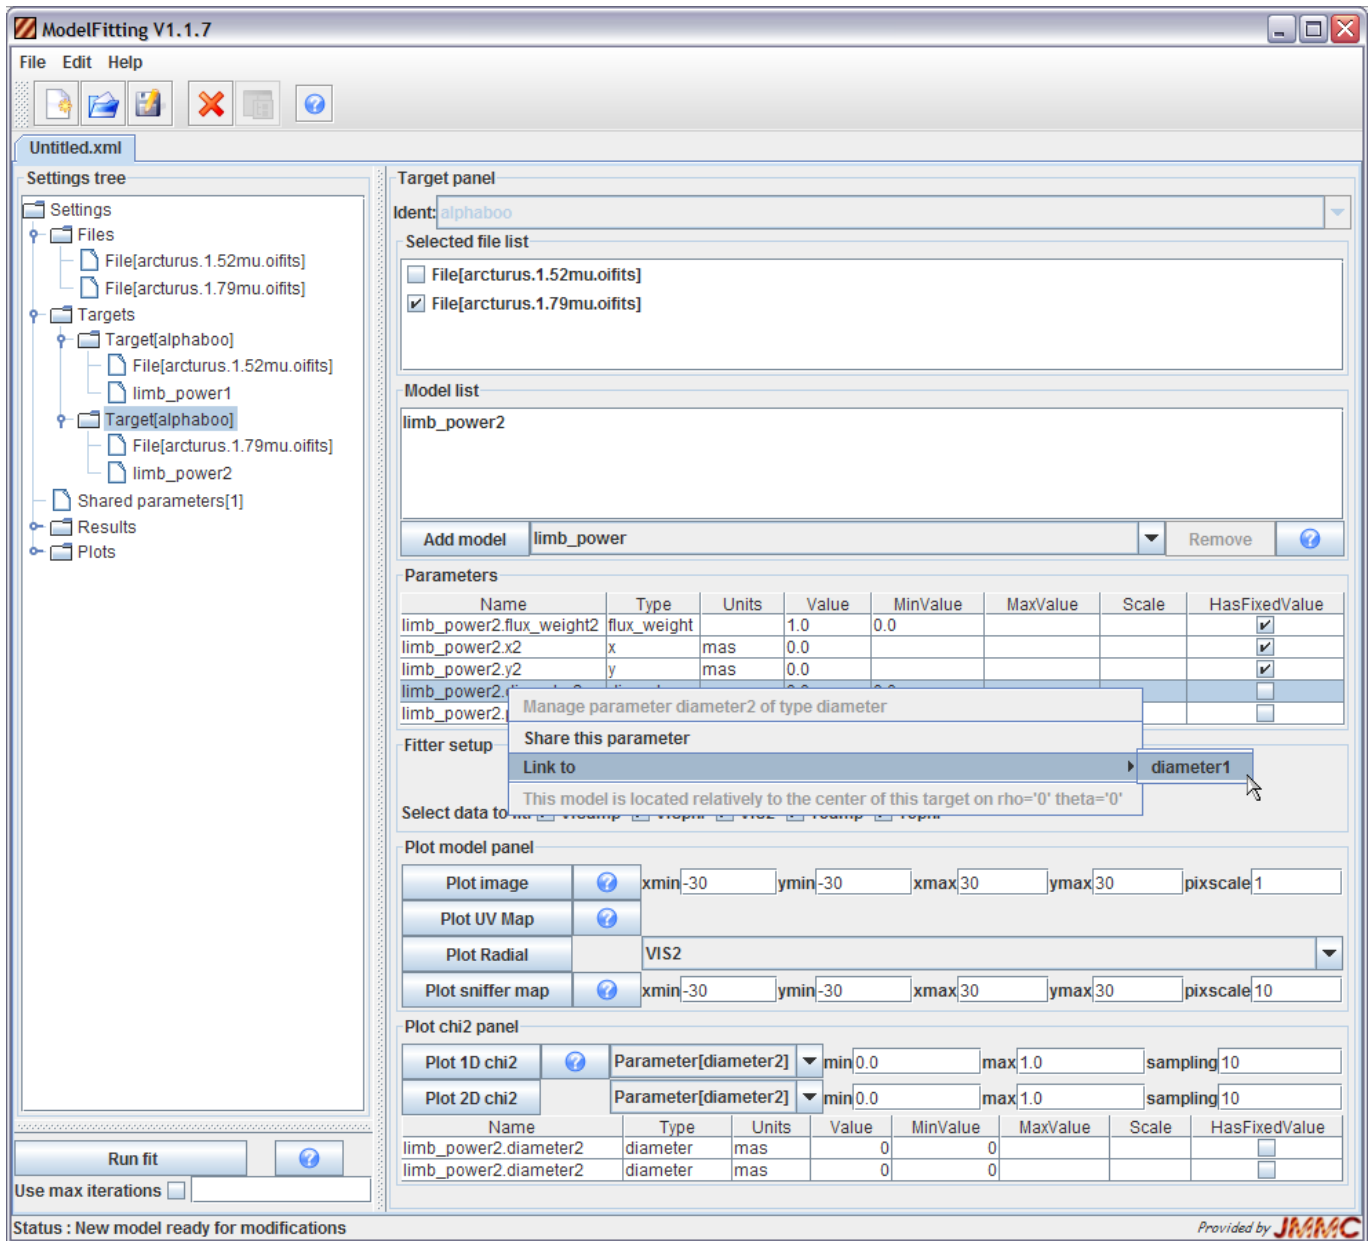 ModelFitting V1.1.7
File Edit Help
Untitled.xml
Settings tree
Settings
Files
File[arcturus.1.52mu.oifits]
File[arcturus.1.79mu.oifits]
Targets
Target[alphaboo]
File[arcturus.1.52mu.oifits]
limb_power1
Target[alphaboo]
File[arcturus.1.79mu.oifits]
limb_power2
Shared parameters[1]
Results
Plots
Run fit
Use max iterations
Target panel
Ident: alphaboo
Selected file list
File[arcturus.1.52mu.oifits]
File[arcturus.1.79mu.oifits]
Model list
limb_power2
Add model limb_power Remove
Parameters
Name Type Units Value MinValue MaxValue Scale HasFixedValue
limb_power2.flux_weight2 flux_weight 1.0 0.0
limb_power2.x2 x mas 0.0
limb_power2.y2 y mas 0.0
Manage parameter diameter2 of type diameter
Share this parameter
Link to diameter1
This model is located relatively to the center of this target on rho='0' theta='0'
Fitter setup
Select data to
Plot model panel
Plot image xmin -30 ymin -30 xmax 30 ymax 30 pixscale 1
Plot UV Map
Plot Radial VIS2
Plot sniffer map xmin -30 ymin -30 xmax 30 ymax 30 pixscale 10
Plot chi2 panel
Plot 1D chi2 Parameter[diameter2] min 0.0 max 1.0 sampling 10
Plot 2D chi2 Parameter[diameter2] min 0.0 max 1.0 sampling 10
Name Type Units Value MinValue MaxValue Scale HasFixedValue
limb_power2.diameter2 diameter mas 0 0
limb_power2.diameter2 diameter mas 0 0
Status : New model ready for modifications
Provided by JMMC